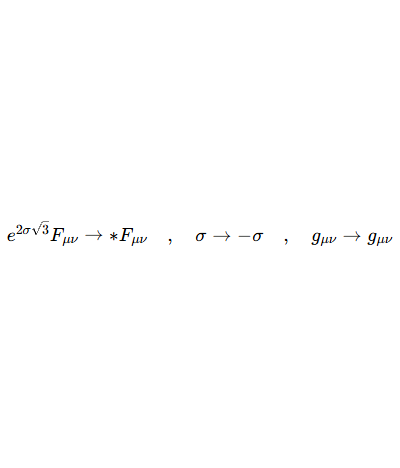 e^{2σ√3} F_{μν} → *F_{μν} , σ → −σ , g_{μν} → g_{μν}